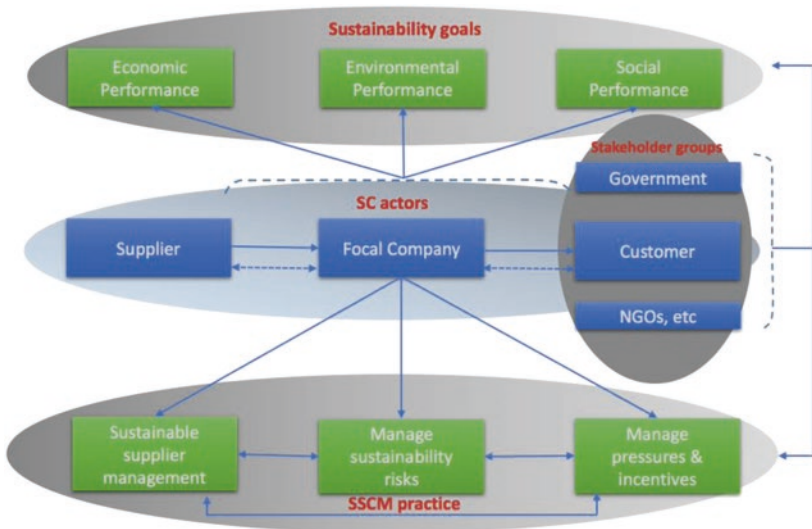 Sustainability goals
Economic
Performance
Environmental
Performance
Social
Performance
Stakeholder groups
Government
SC actors
Supplier
Focal Company
Customer
NGOs, etc
Sustainable
supplier
management
Manage
sustainability
risks
Manage
pressures &
incentives
SSCM practice